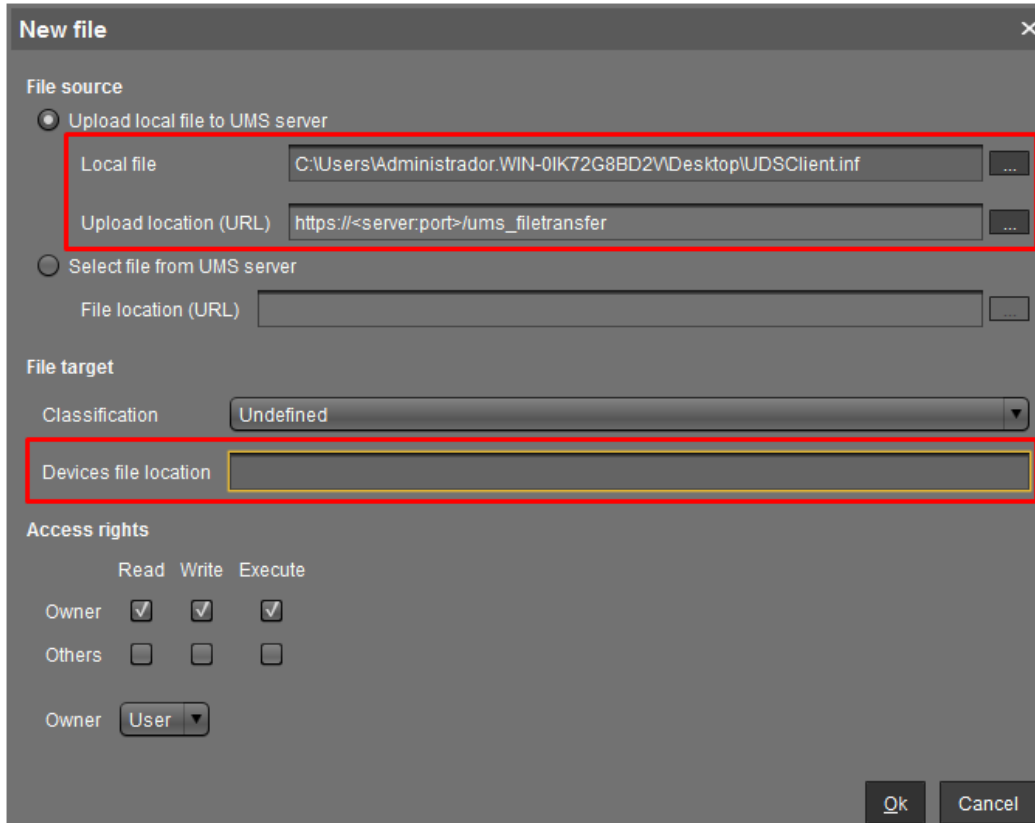 New file
File source
Upload local file to UMS server
Local file C:\Users\Administrador.WIN-0IK72G8BD2V\Desktop\UDSClient.inf ...
Upload location (URL) https://<server:port>/ums_filetransfer ...
Select file from UMS server
File location (URL) ...
File target
Classification Undefined
Devices file location
Access rights
Read Write Execute
Owner
Others
Owner User
Ok Cancel